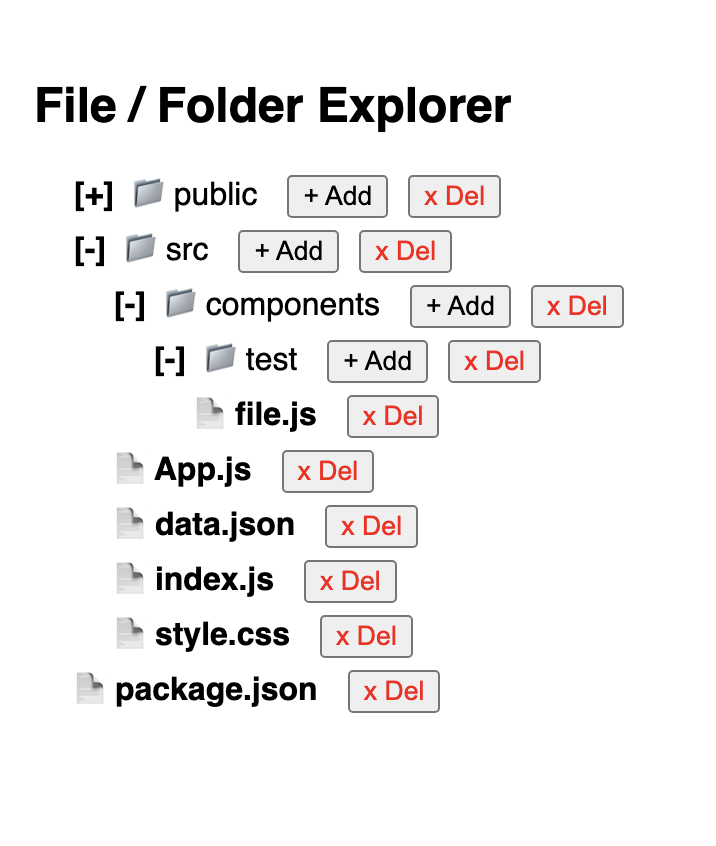 File / Folder Explorer
[+] public + Add x Del
[-] src + Add x Del
[-] components + Add x Del
[-] test + Add x Del
file.js x Del
App.js x Del
data.json x Del
index.js x Del
style.css x Del
package.json x Del